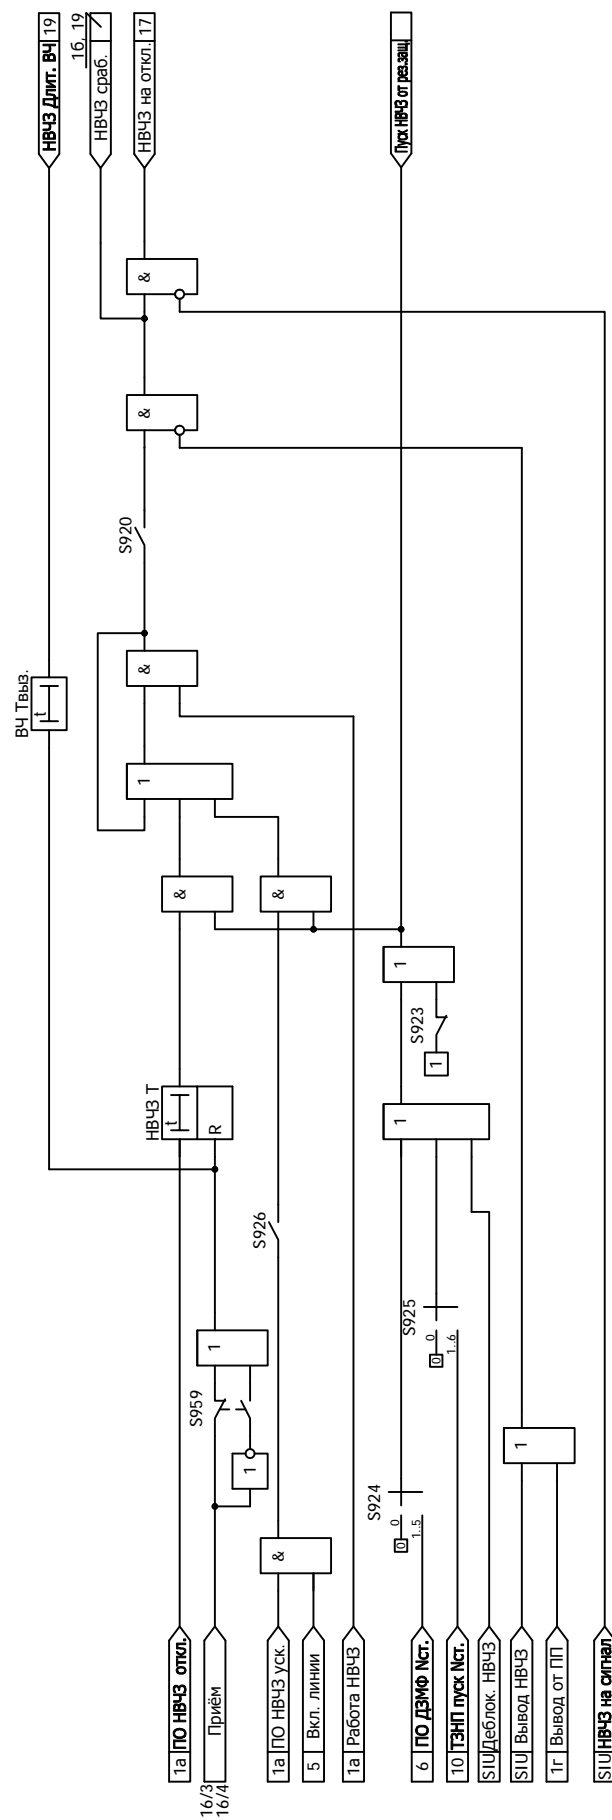 НВЧЗ Длит. ВЧ 19
16, 19
НВЧЗ сраб.
НВЧЗ на откл. 17
Пуск НВЧЗ от рез.защ.
&
&
S920
ВЧ Tвыз.
t
&
1
&
&
1
S923
1
НВЧЗ T
t
R
1
S926
S925
0
0
1..6
1
S959
1
1
S924
0
0
1..5
&
1а ПО НВЧЗ откл.
16/3
16/4
Приём
1а ПО НВЧЗ уск.
5 Вкл. линии
1а Работа НВЧЗ
6 ПО ДЗМФ Nст.
10 ТЗНП пуск Nст.
SIU Деблок. НВЧЗ
SIU Вывод НВЧЗ
1г Вывод от ПП
SIU НВЧЗ на сигнал